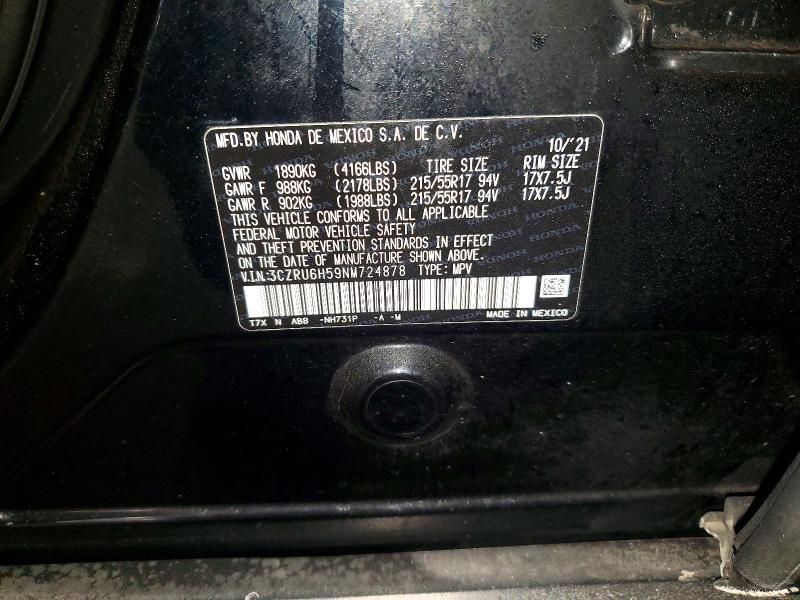 MFD.BY HONDA DE MEXICO S.A. DE C.V.
10/'21
GVWR 1890KG (4166LBS) TIRE SIZE RIM SIZE
GAWR F 988KG (2178LBS) 215/55R17 94V 17X7.5J
GAWR R 902KG (1988LBS) 215/55R17 94V 17X7.5J
THIS VEHICLE CONFORMS TO ALL APPLICABLE
FEDERAL MOTOR VEHICLE SAFETY
AND THEFT PREVENTION STANDARDS IN EFFECT
ON THE DATE OF MANUFACTURE SHOWN ABOVE.
V.I.N:3CZRU6H59NM724878 TYPE: MPV
T7X N ABB -NH731P -A -M MADE IN MEXICO